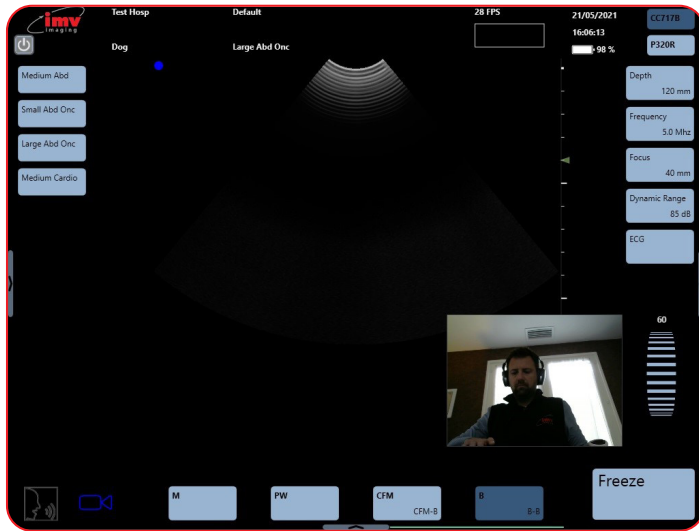 imv
imaging
Test Hosp
Default
28 FPS
21/05/2021
16:06:13
98 %
CC717B
P320R
Dog
Large Abd Onc
Medium Abd
Small Abd Onc
Large Abd Onc
Medium Cardio
Depth
120 mm
Frequency
5.0 Mhz
Focus
40 mm
Dynamic Range
85 dB
ECG
60
M
PW
CFM
CFM-B
B
B-B
Freeze